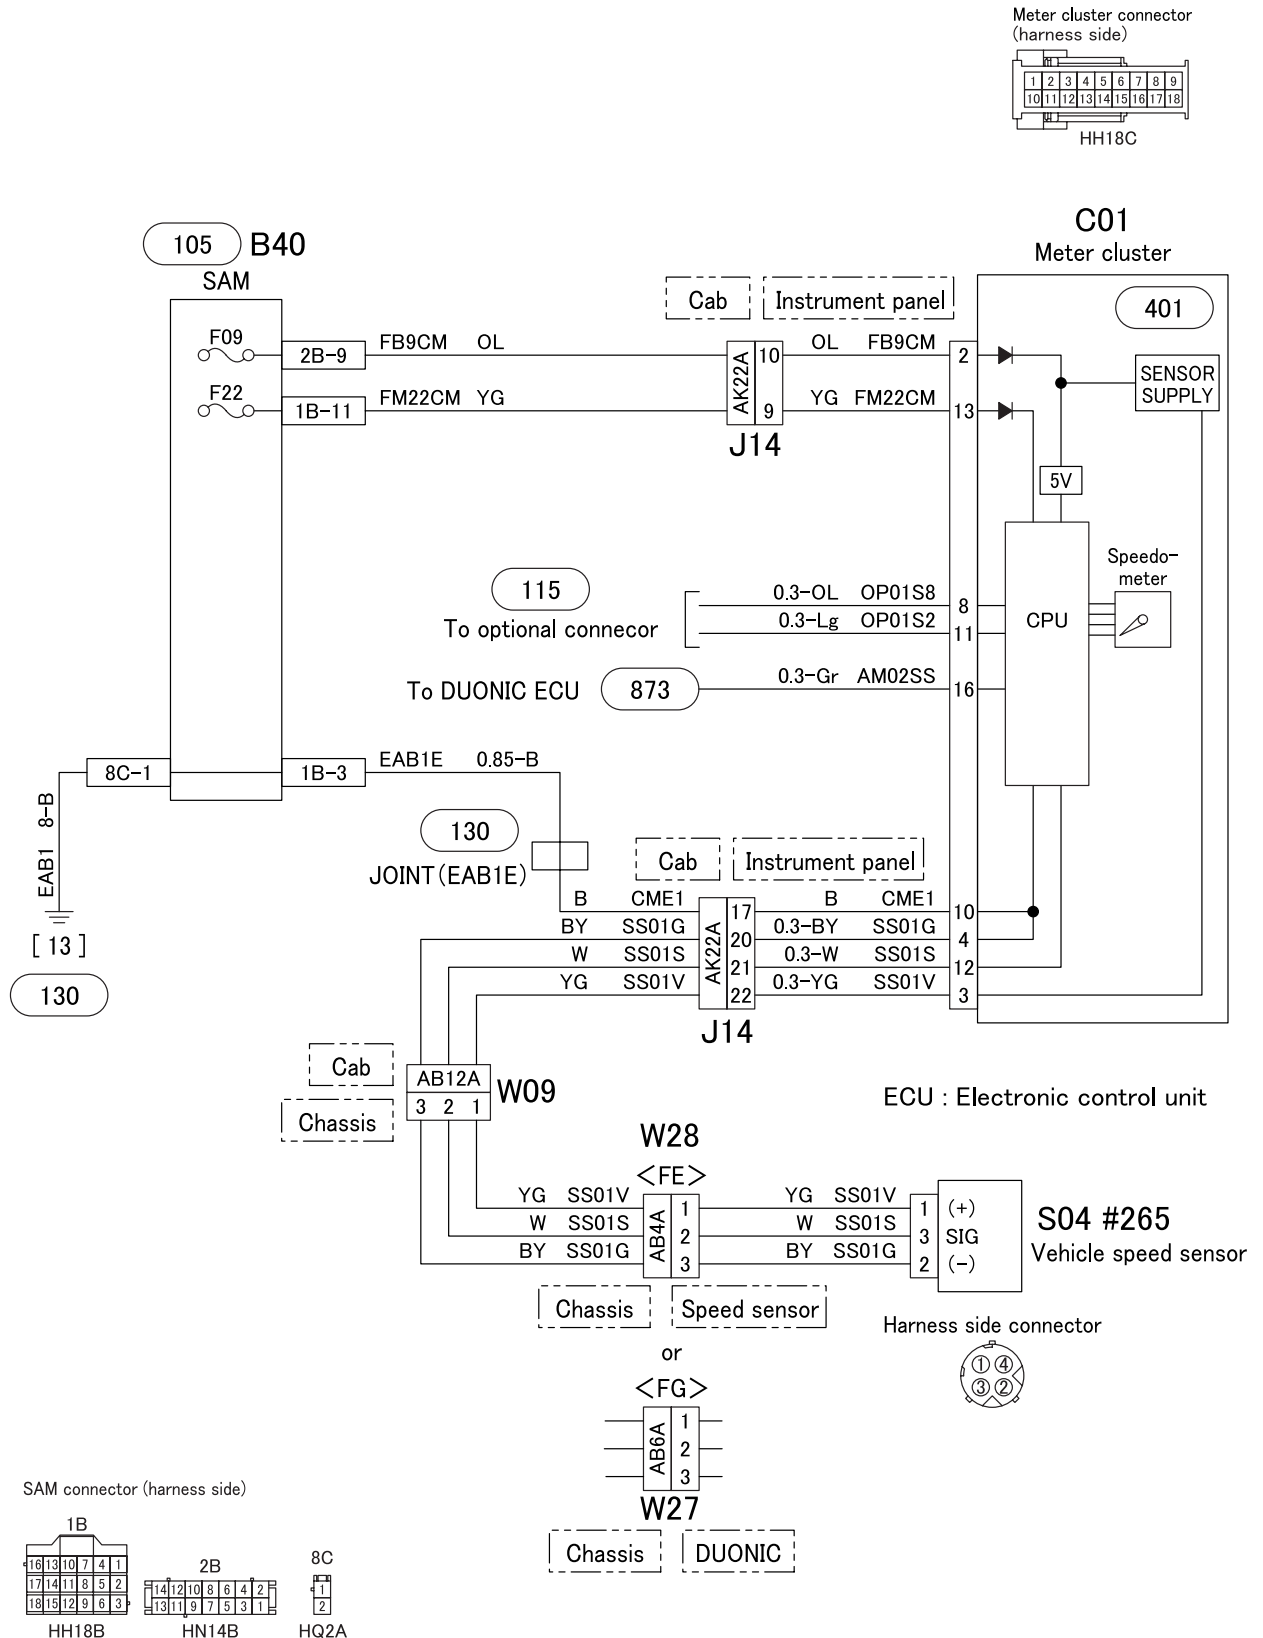 Meter cluster connector
(harness side)
1 2 3 4 5 6 7 8 9
10 11 12 13 14 15 16 17 18
HH18C
105 B40
SAM
C01
Meter cluster
401
Cab Instrument panel
F09 2B-9 FB9CM OL AK22A 10 OL FB9CM 2
SENSOR
SUPPLY
F22 1B-11 FM22CM YG 9 YG FM22CM 13
J14
5V
115
To optional connecor
0.3-OL OP01S8 8
0.3-Lg OP01S2 11
CPU
Speedo-
meter
To DUONIC ECU 873 0.3-Gr AM02SS 16
8C-1 1B-3 EAB1E 0.85-B
EAB1 8-B
[ 13 ]
130
130
JOINT(EAB1E)
Cab Instrument panel
AK22A
B CME1 17 B CME1 10
BY SS01G 20 0.3-BY SS01G 4
W SS01S 21 0.3-W SS01S 12
YG SS01V 22 0.3-YG SS01V 3
J14
Cab
AB12A W09
3 2 1
Chassis
ECU : Electronic control unit
W28
<FE>
AB4A
YG SS01V 1 YG SS01V 1 (+)
W SS01S 2 W SS01S 3 SIG
BY SS01G 3 BY SS01G 2 (-)
S04 #265
Vehicle speed sensor
Chassis Speed sensor
Harness side connector
1 4
3 2
or
<FG>
AB6A
1
2
3
W27
Chassis DUONIC
SAM connector (harness side)
1B
16 13 10 7 4 1
17 14 11 8 5 2
18 15 12 9 6 3
HH18B
2B
14 12 10 8 6 4 2
13 11 9 7 5 3 1
HN14B
8C
1
2
HQ2A